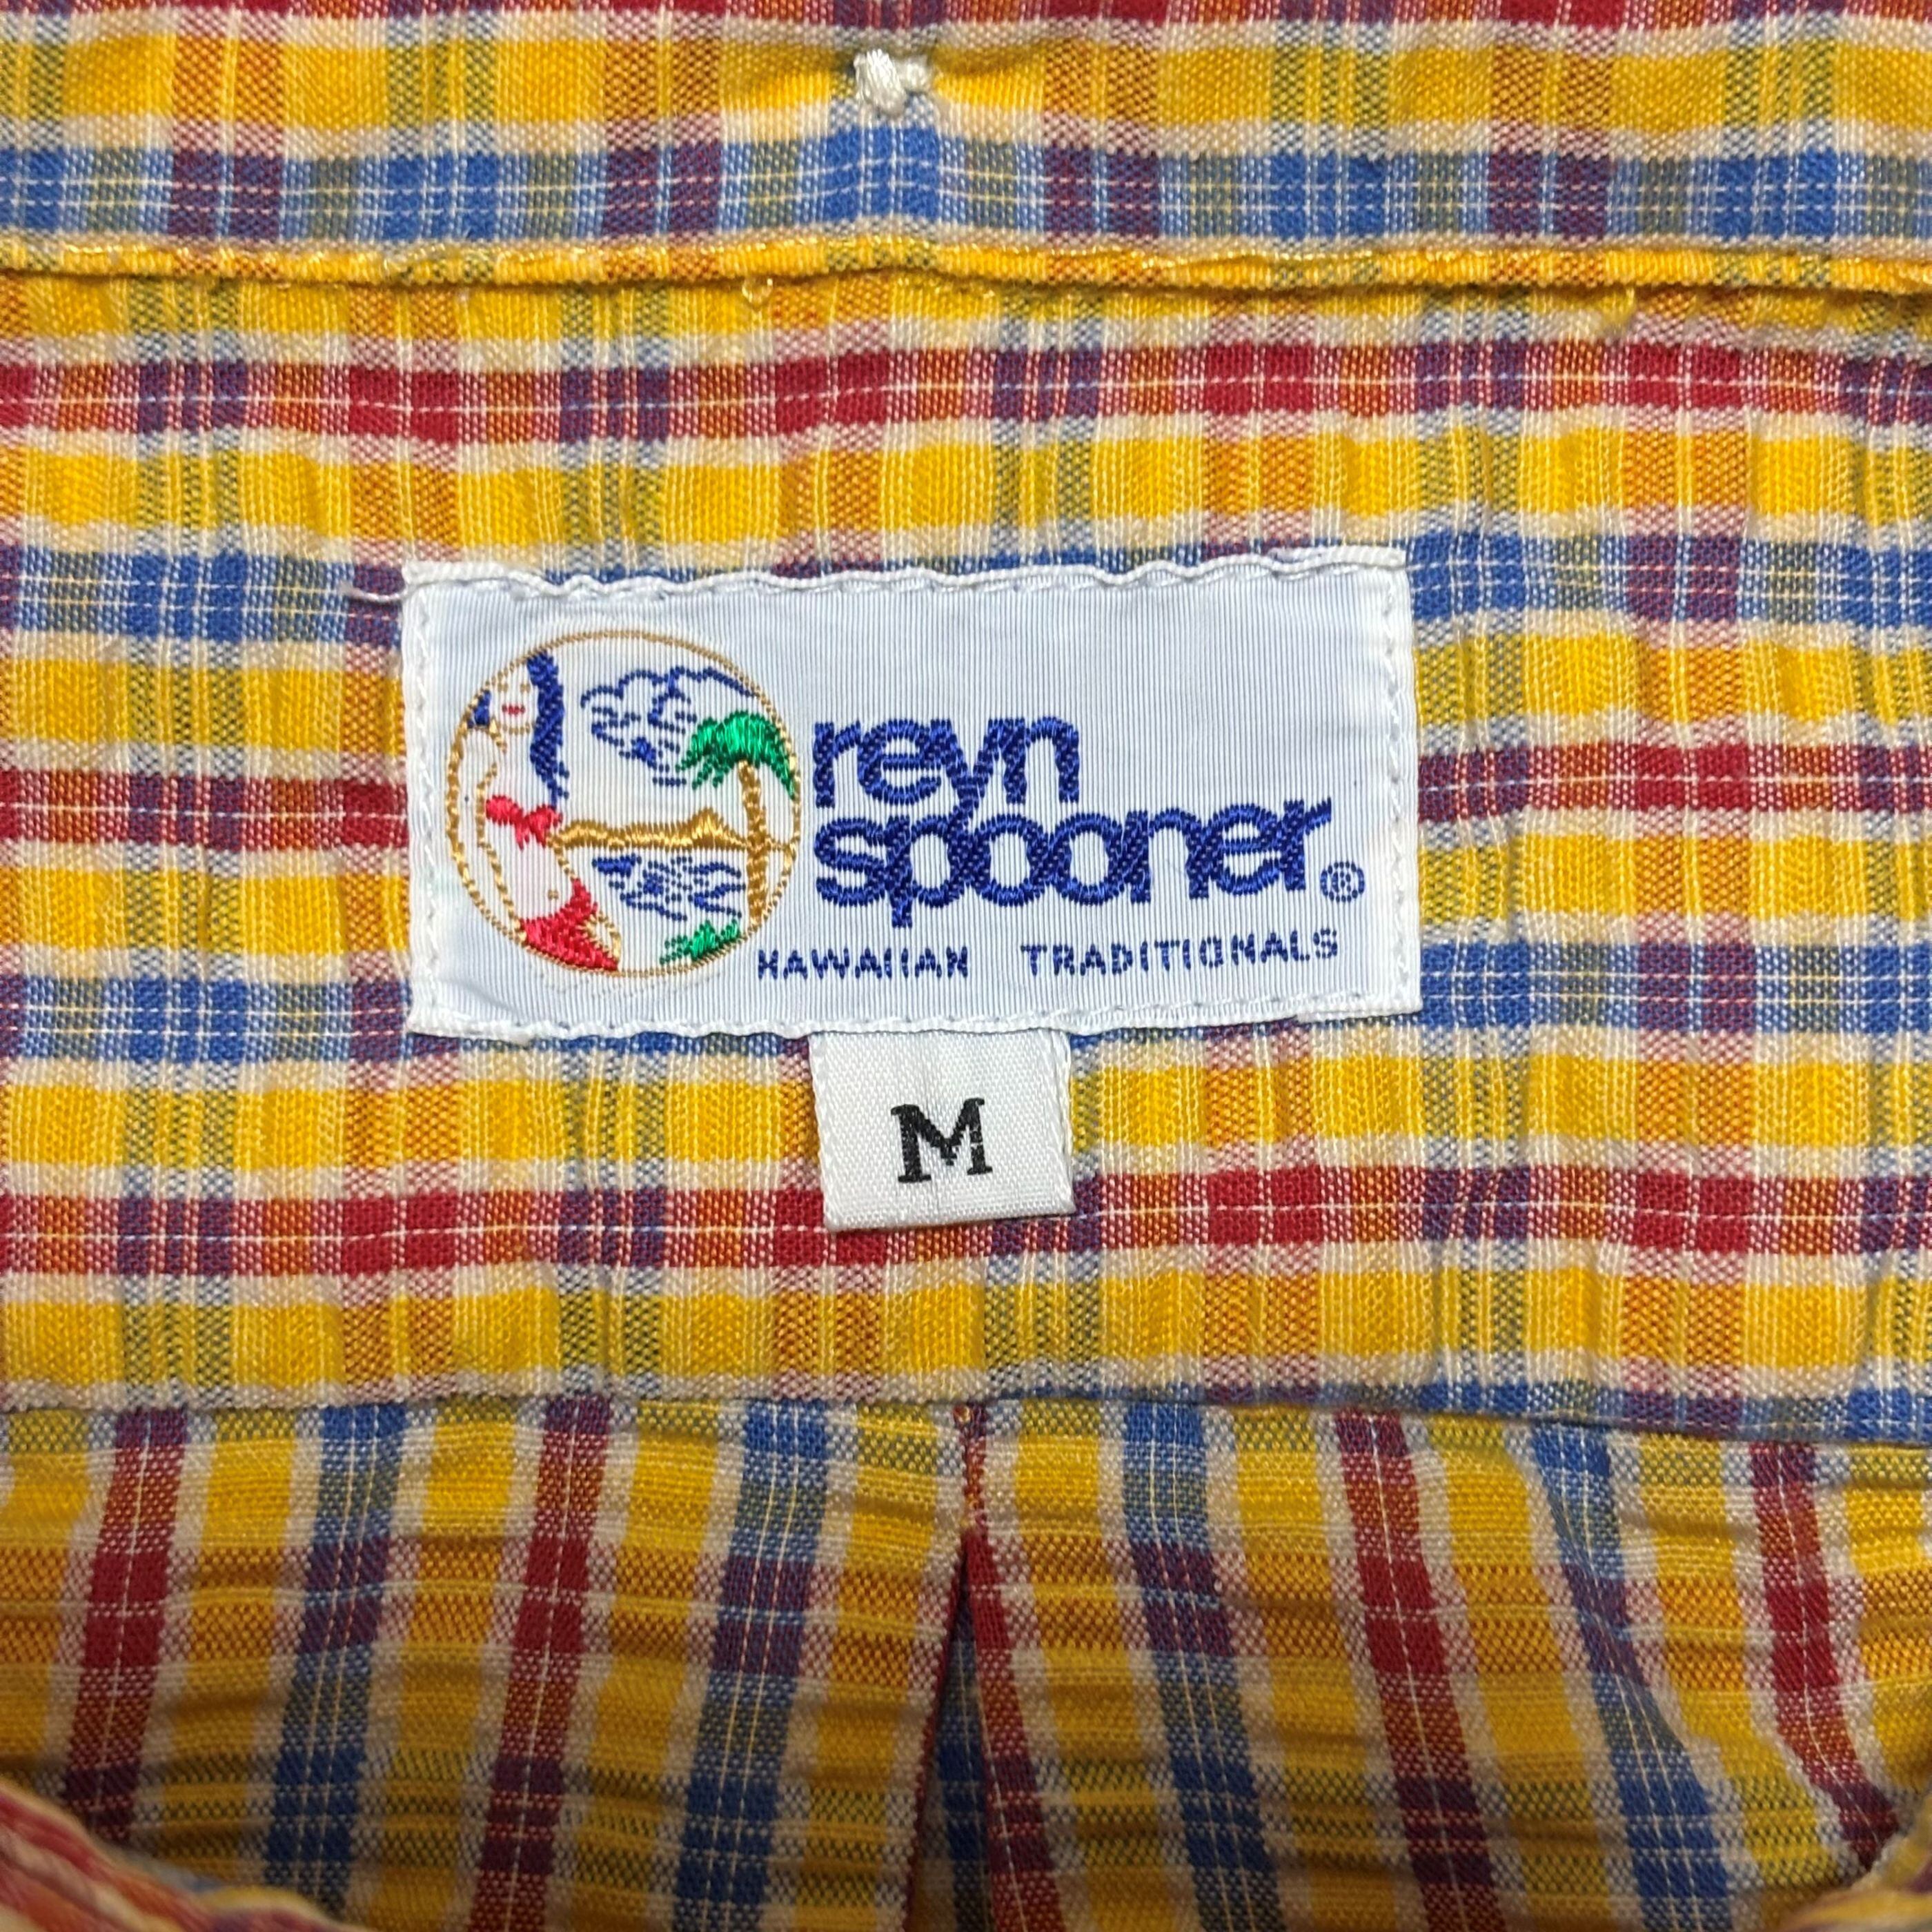 reyn
spooner®
HAWAIIAN TRADITIONALS
M